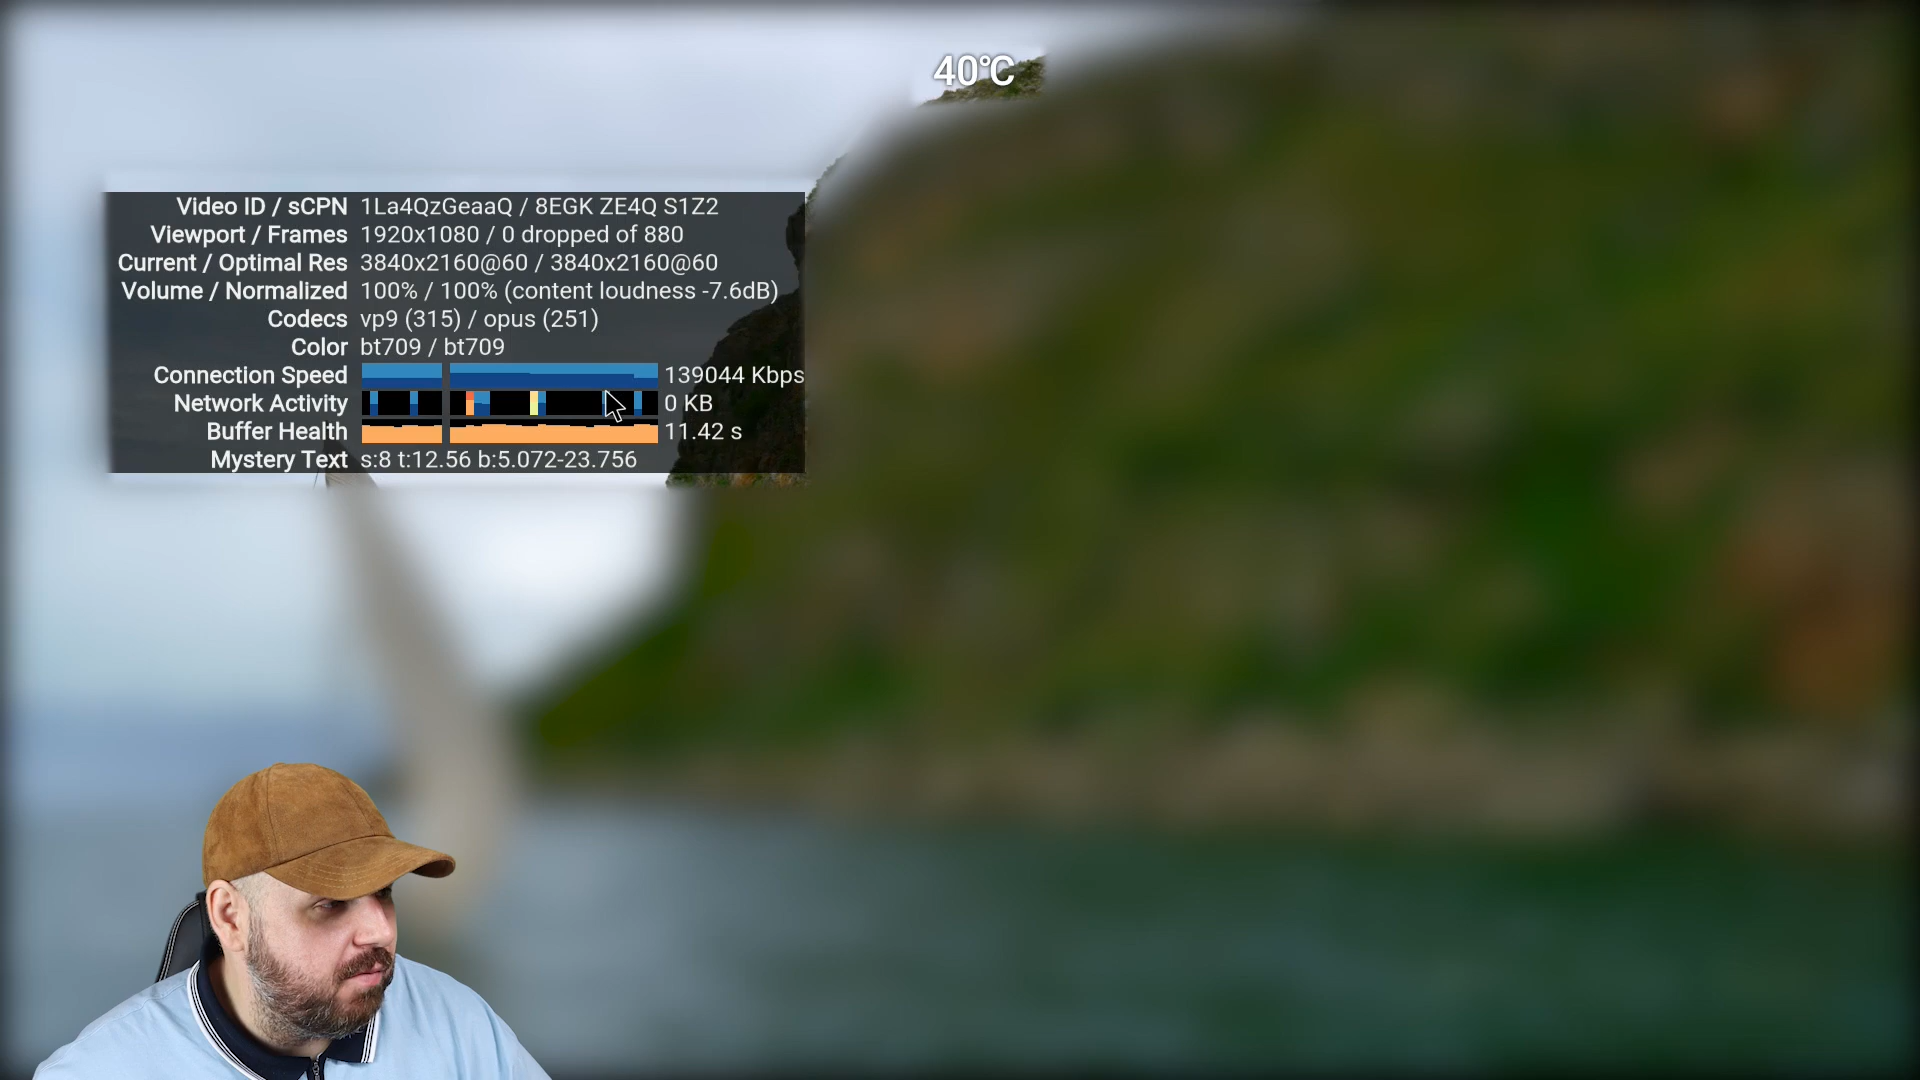 40°C
Video ID / sCPN 1La4QzGeaaQ / 8EGK ZE4Q S1Z2
Viewport / Frames 1920x1080 / 0 dropped of 880
Current / Optimal Res 3840x2160@60 / 3840x2160@60
Volume / Normalized 100% / 100% (content loudness -7.6dB)
Codecs vp9 (315) / opus (251)
Color bt709 / bt709
Connection Speed 139044 Kbps
Network Activity 0 KB
Buffer Health 11.42 s
Mystery Text s:8 t:12.56 b:5.072-23.756